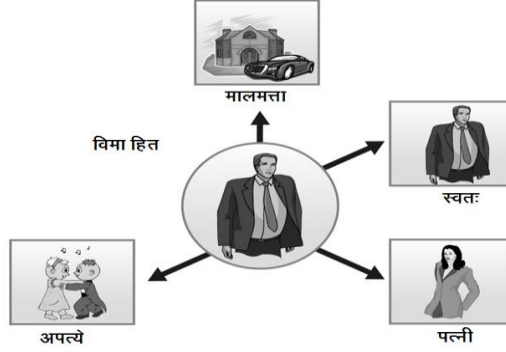 मालमत्ता
विमा हित
स्वतः
अपत्ये
पत्नी